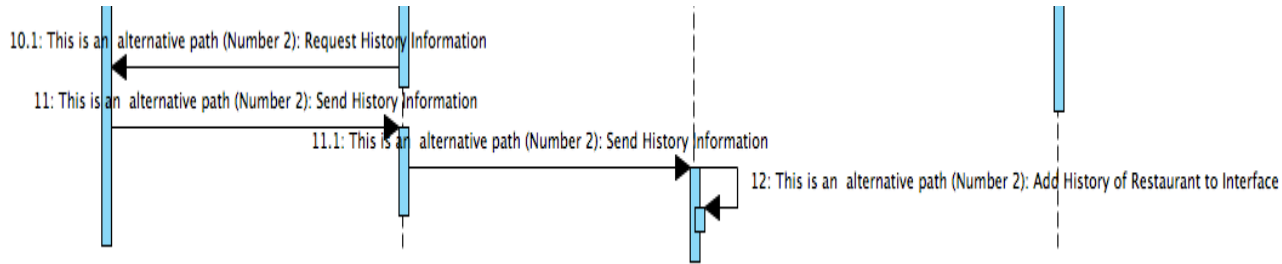 10.1: This is an alternative path (Number 2): Request History Information
11: This is an alternative path (Number 2): Send History Information
11.1: This is an alternative path (Number 2): Send History Information
12: This is an alternative path (Number 2): Add History of Restaurant to Interface